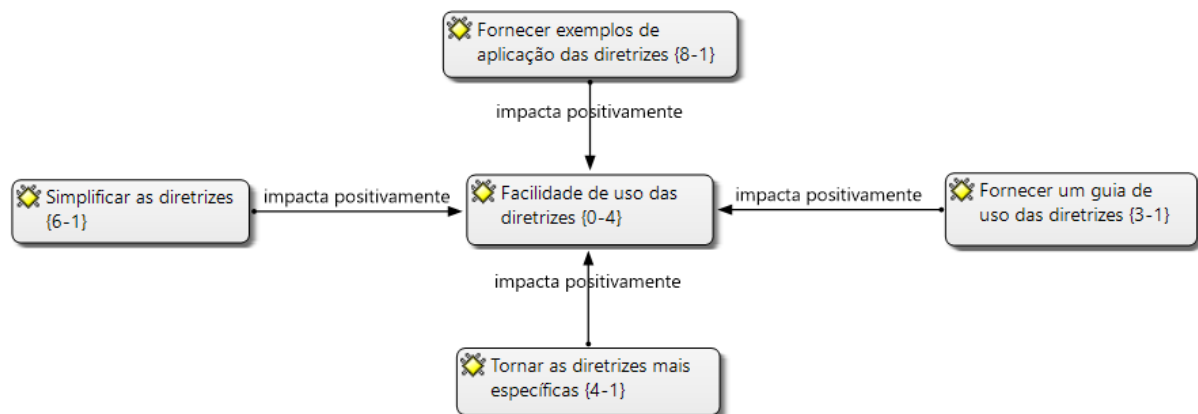 Fornecer exemplos de
aplicação das diretrizes {8-1}
impacta positivamente
Simplificar as diretrizes
{6-1}
impacta positivamente
Facilidade de uso das
diretrizes {0-4}
impacta positivamente
Fornecer um guia de
uso das diretrizes {3-1}
impacta positivamente
Tornar as diretrizes mais
específicas {4-1}